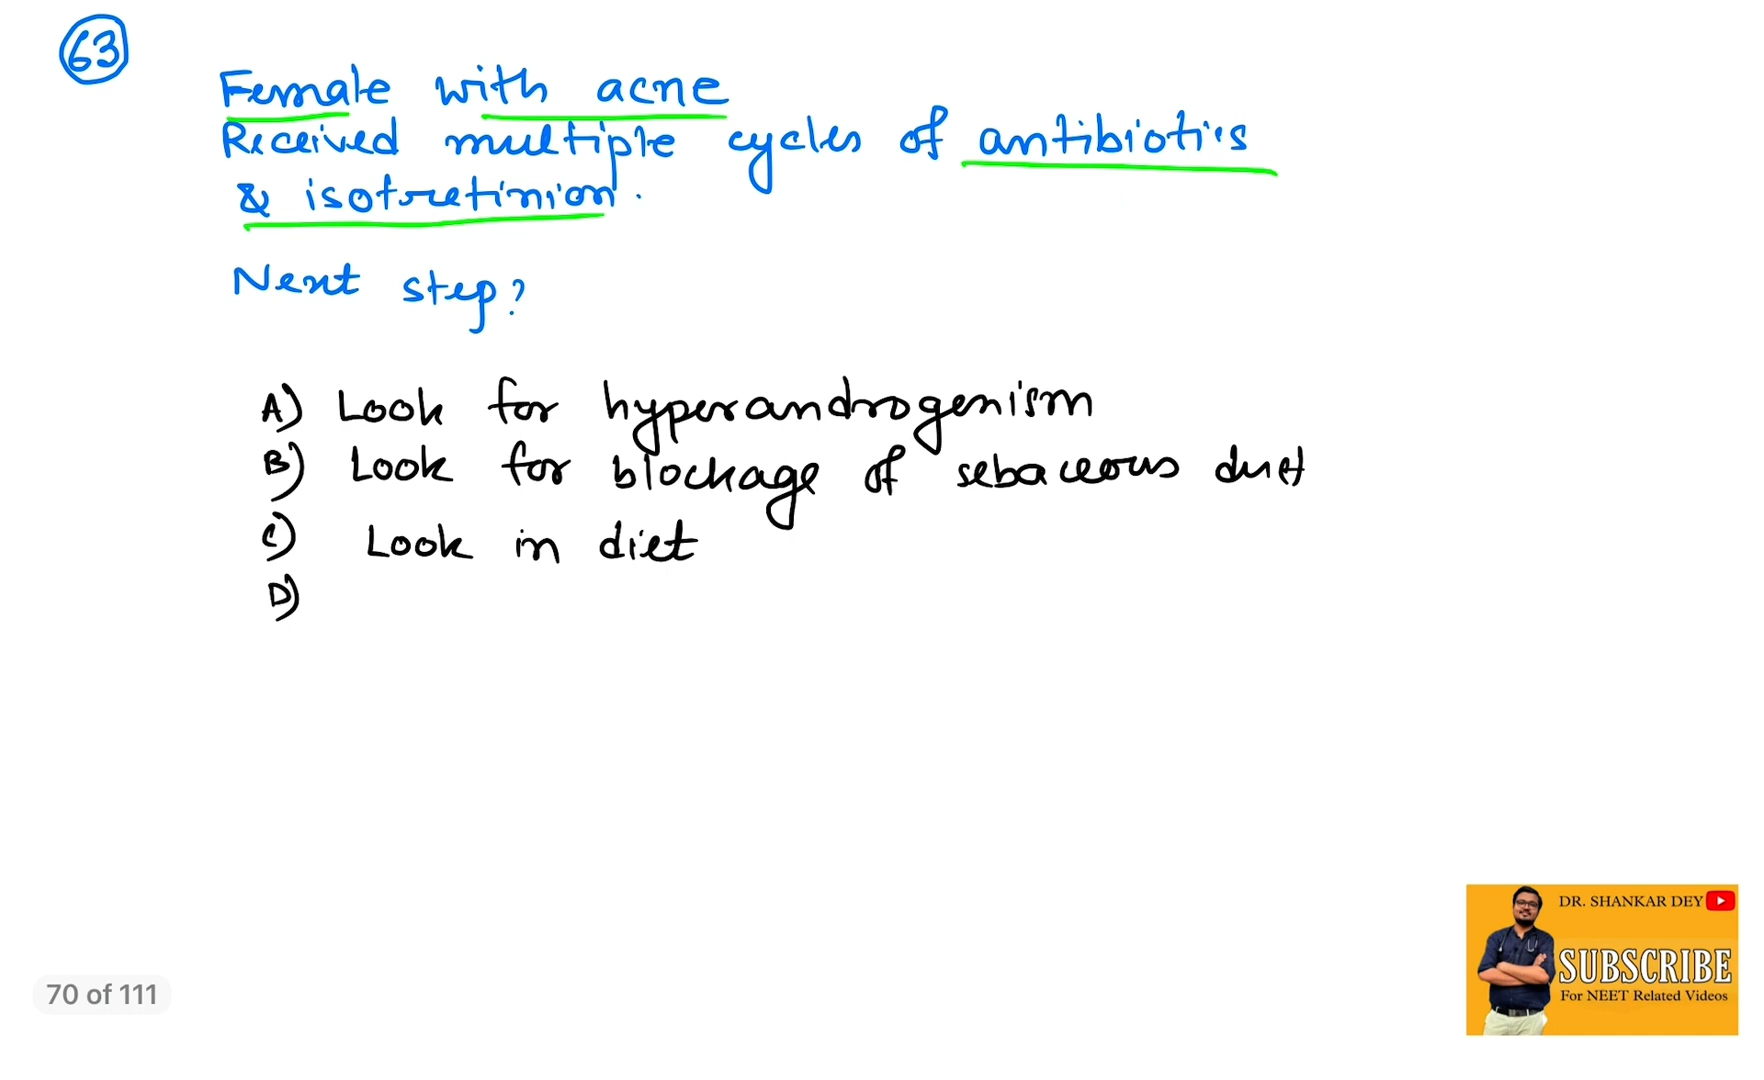 63
Female with acne
Received multiple cycles of antibiotics
& isotretinion.
Next step?
A) Look for hyperandrogenism
B) Look for blockage of sebaceous duct
C) Look in diet
D)
DR. SHANKAR DEY
SUBSCRIBE
For NEET Related Videos
70 of 111